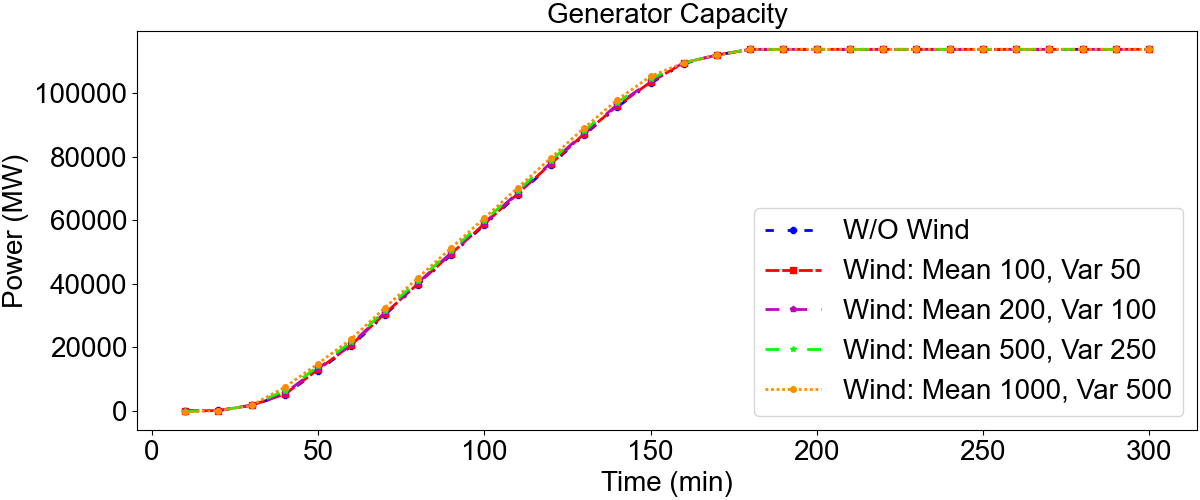 Generator Capacity
Power (MW)
100000
80000
60000
40000
20000
0
W/O Wind
Wind: Mean 100, Var 50
Wind: Mean 200, Var 100
Wind: Mean 500, Var 250
Wind: Mean 1000, Var 500
0 50 100 150 200 250 300
Time (min)